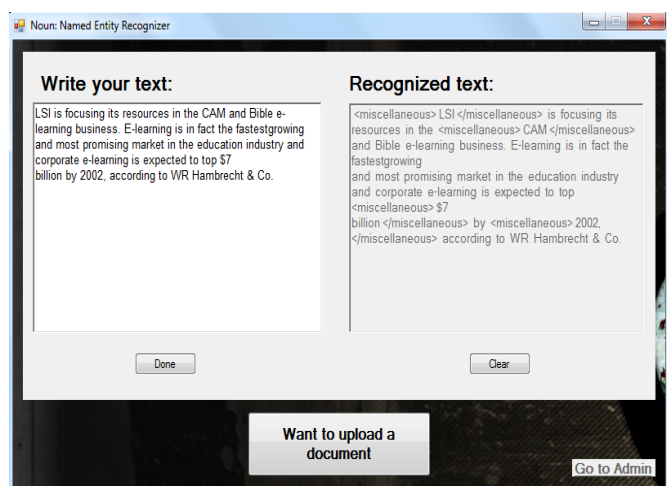 Noun: Named Entity Recognizer
Write your text:
LSI is focusing its resources in the CAM and Bible e-
learning business. E-learning is in fact the fastestgrowing
and most promising market in the education industry and
corporate e-learning is expected to top $7
billion by 2002, according to WR Hambrecht & Co.
Done
Recognized text:
<miscellaneous> LSI </miscellaneous> is focusing its
resources in the <miscellaneous> CAM </miscellaneous>
and Bible e-learning business. E-learning is in fact the
fastestgrowing
and most promising market in the education industry
and corporate e-learning is expected to top
<miscellaneous> $7
billion </miscellaneous> by <miscellaneous> 2002,
</miscellaneous> according to WR Hambrecht & Co.
Clear
Want to upload a
document
Go to Admin